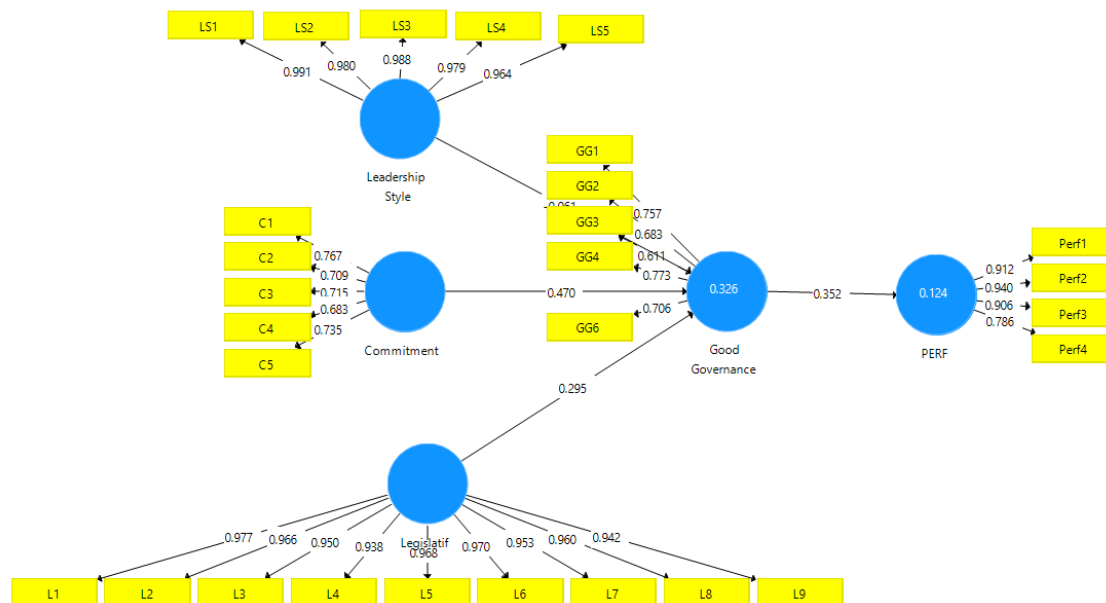 LS1 LS2 LS3 LS4 LS5
0.991 0.980 0.988 0.979 0.964
Leadership
Style
GG1
GG2
GG3
GG4
GG6
0.757
0.683
0.611
0.773
0.706
C1
C2
C3
C4
C5
0.767
0.709
0.715
0.683
0.735
Commitment
0.470
0.326
Good
Governance
0.352
0.124
PERF
0.912
0.940
0.906
0.786
Perf1
Perf2
Perf3
Perf4
0.295
Legislatif
0.977 0.966 0.950 0.938 0.968 0.970 0.953 0.960 0.942
L1 L2 L3 L4 L5 L6 L7 L8 L9